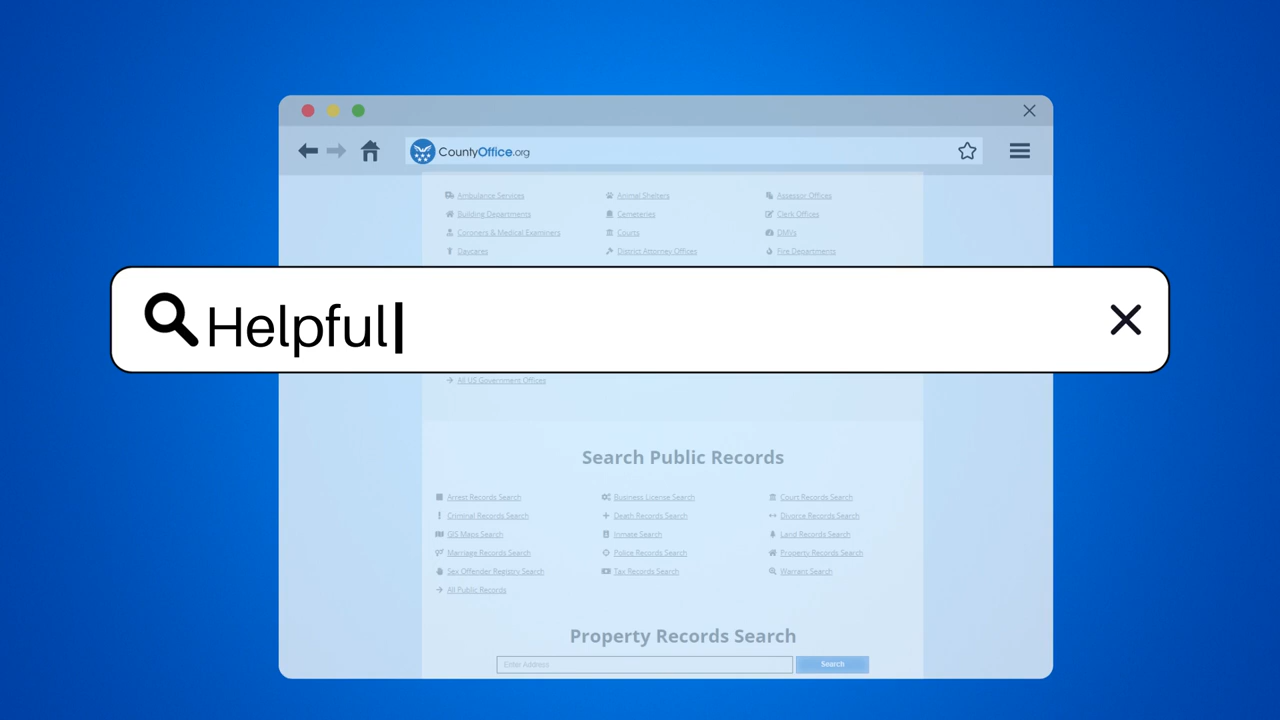 CountyOffice.org
Ambulance Services Animal Shelters Assessor Offices
Building Departments Cemeteries Clerk Offices
Coroners & Medical Examiners Courts DMVs
Daycares District Attorney Offices Fire Departments
Helpful
All US Government Offices
Search Public Records
Arrest Records Search Business License Search Court Records Search
Criminal Records Search Death Records Search Divorce Records Search
GIS Maps Search Inmate Search Land Records Search
Marriage Records Search Police Records Search Property Records Search
Sex Offender Registry Search Tax Records Search Warrant Search
All Public Records
Property Records Search
Enter Address Search